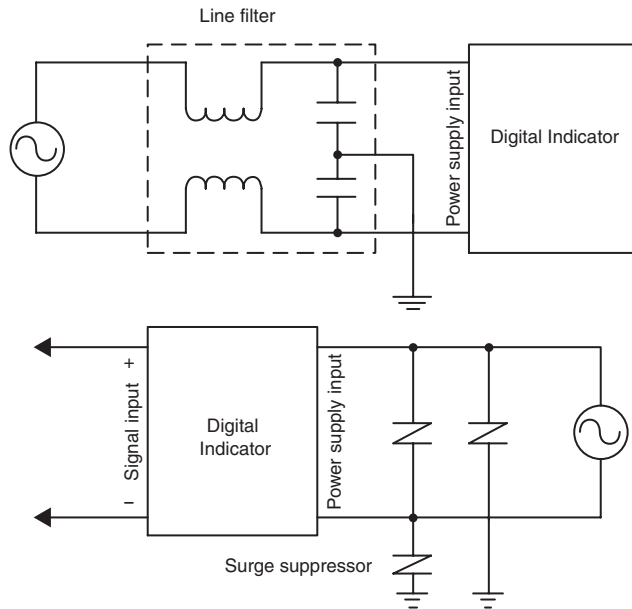 Line filter
Power supply input
Digital Indicator
+
Signal input
−
Digital
Indicator
Power supply input
Surge suppressor